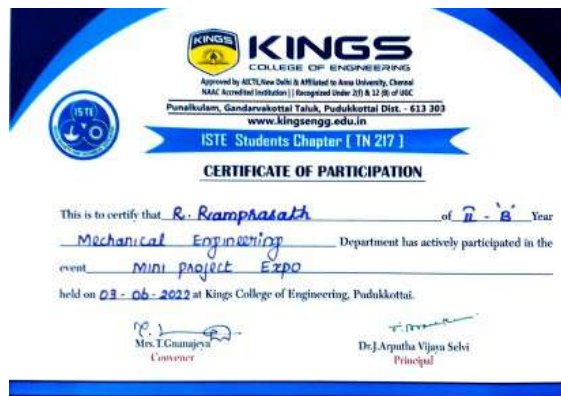 KINGS
KINGS
COLLEGE OF ENGINEERING
Approved by AICTE, New Delhi & Affiliated to Anna University, Chennai
NAAC Accredited Institution || Recognized Under 2(f) & 12 (B) of UGC
Punalkulam, Gandarvakottai Taluk, Pudukkottai Dist. - 613 303
www.kingsengg.edu.in
ISTE
ISTE Students Chapter [ TN 217 ]
CERTIFICATE OF PARTICIPATION
This is to certify that R. Ramprasath of II - 'B' Year
Mechanical Engineering Department has actively participated in the
event Mini project Expo
held on 03 - 06 - 2022 at Kings College of Engineering, Pudukkottai.
Mrs.T.Gnanajeya
Convener
Dr.J.Arputha Vijaya Selvi
Principal